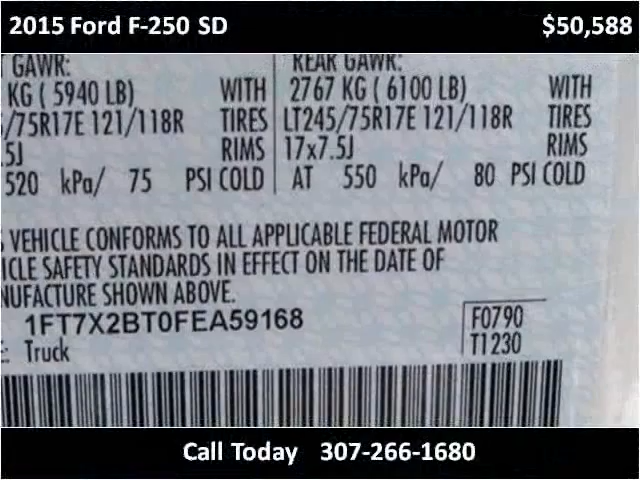 2015 Ford F-250 SD $50,588
GAWR: REAR GAWR:
KG ( 5940 LB) WITH 2767 KG ( 6100 LB) WITH
/75R17E 121/118R TIRES LT245/75R17E 121/118R TIRES
5J RIMS 17x7.5J RIMS
520 kPa/ 75 PSI COLD AT 550 kPa/ 80 PSI COLD
VEHICLE CONFORMS TO ALL APPLICABLE FEDERAL MOTOR
ICLE SAFETY STANDARDS IN EFFECT ON THE DATE OF
NUFACTURE SHOWN ABOVE.
1FT7X2BT0FEA59168 F0790
E: Truck T1230
Call Today 307-266-1680